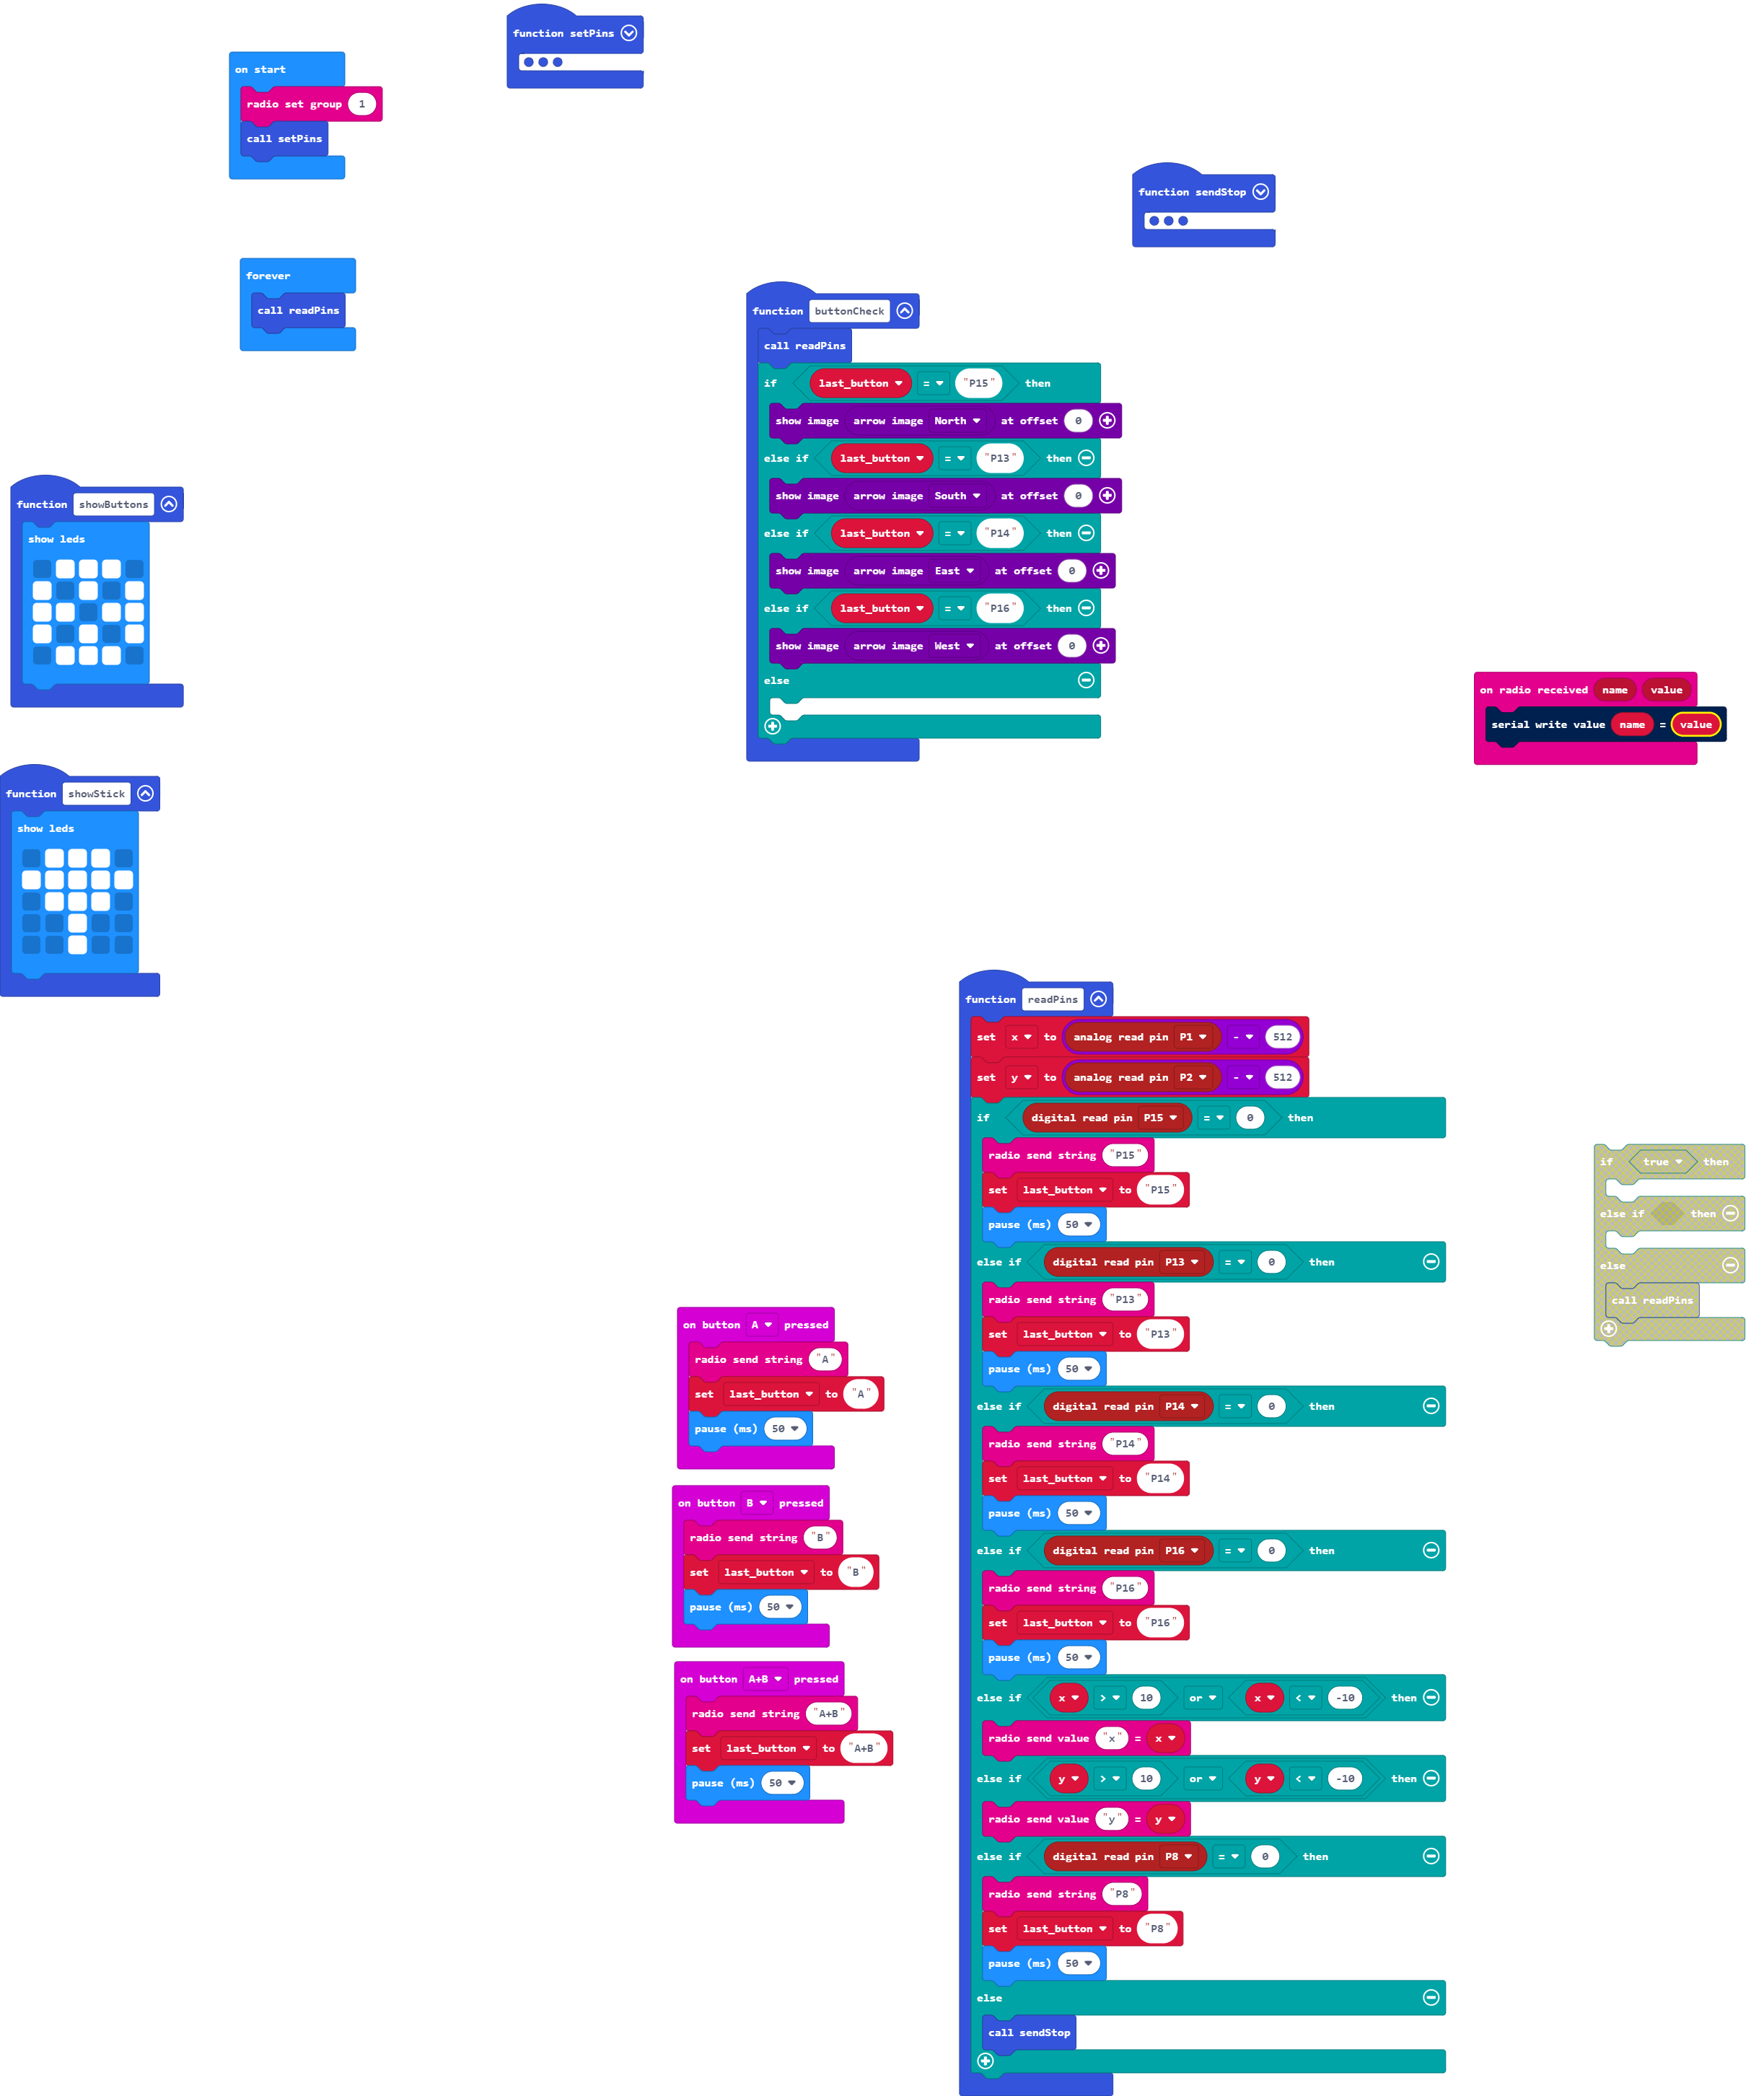 function setPins
on start
radio set group 1
call setPins
function sendStop
forever
call readPins
function buttonCheck
call readPins
if last_button = "P15" then
show image arrow image North at offset 0
else if last_button = "P13" then
show image arrow image South at offset 0
else if last_button = "P14" then
show image arrow image East at offset 0
else if last_button = "P16" then
show image arrow image West at offset 0
else
function showButtons
show leds
on radio received name value
serial write value name = value
function showStick
show leds
function readPins
set x to analog read pin P1 - 512
set y to analog read pin P2 - 512
if digital read pin P15 = 0 then
radio send string "P15"
set last_button to "P15"
pause (ms) 50
else if digital read pin P13 = 0 then
radio send string "P13"
set last_button to "P13"
pause (ms) 50
else if digital read pin P14 = 0 then
radio send string "P14"
set last_button to "P14"
pause (ms) 50
else if digital read pin P16 = 0 then
radio send string "P16"
set last_button to "P16"
pause (ms) 50
else if x > 10 or x < -10 then
radio send value "x" = x
else if y > 10 or y < -10 then
radio send value "y" = y
else if digital read pin P8 = 0 then
radio send string "P8"
set last_button to "P8"
pause (ms) 50
else
call sendStop
if true then
else if then
else
call readPins
on button A pressed
radio send string "A"
set last_button to "A"
pause (ms) 50
on button B pressed
radio send string "B"
set last_button to "B"
pause (ms) 50
on button A+B pressed
radio send string "A+B"
set last_button to "A+B"
pause (ms) 50